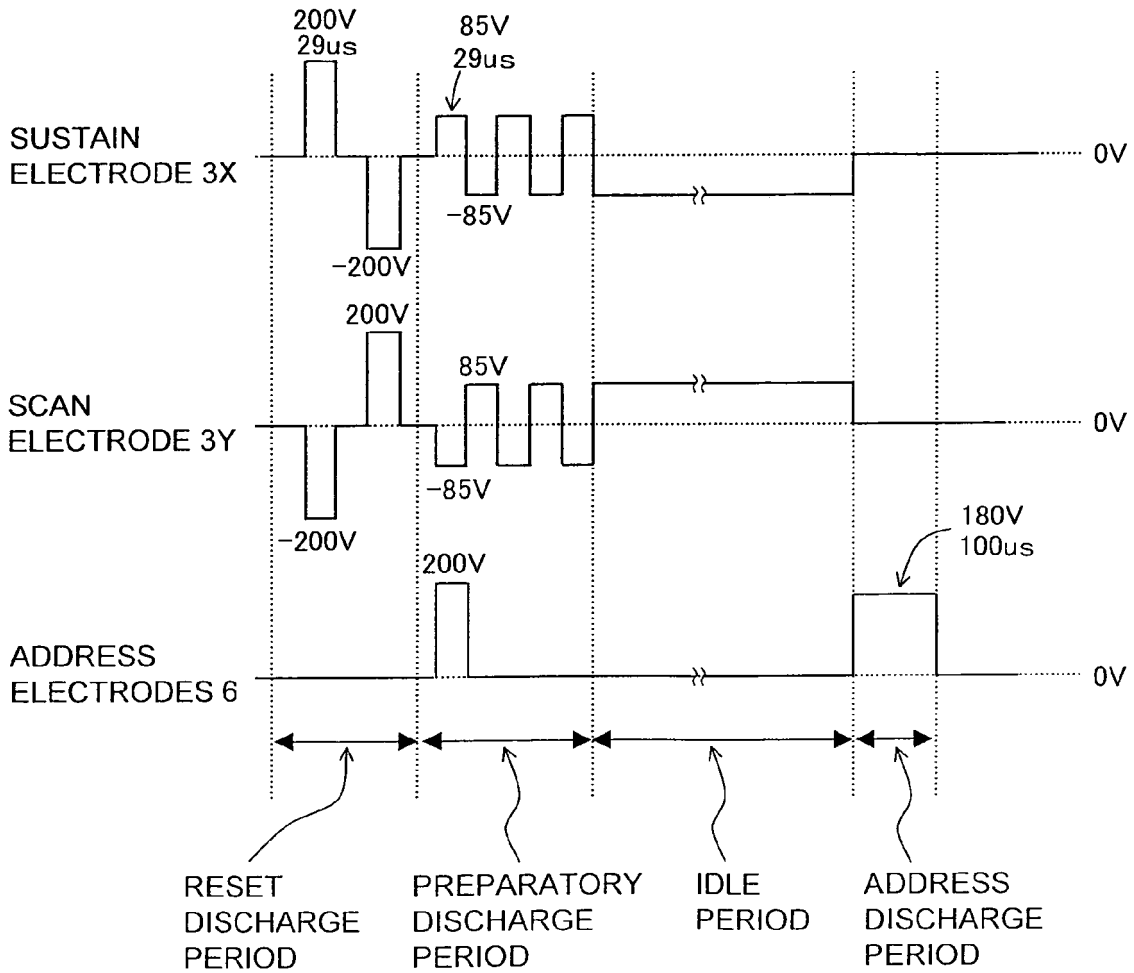 200V
29us
85V
29us
SUSTAIN
ELECTRODE 3X
0V
-85V
-200V
200V
85V
SCAN
ELECTRODE 3Y
0V
-85V
-200V
180V
100us
200V
ADDRESS
ELECTRODES 6
0V
RESET
DISCHARGE
PERIOD
PREPARATORY
DISCHARGE
PERIOD
IDLE
PERIOD
ADDRESS
DISCHARGE
PERIOD